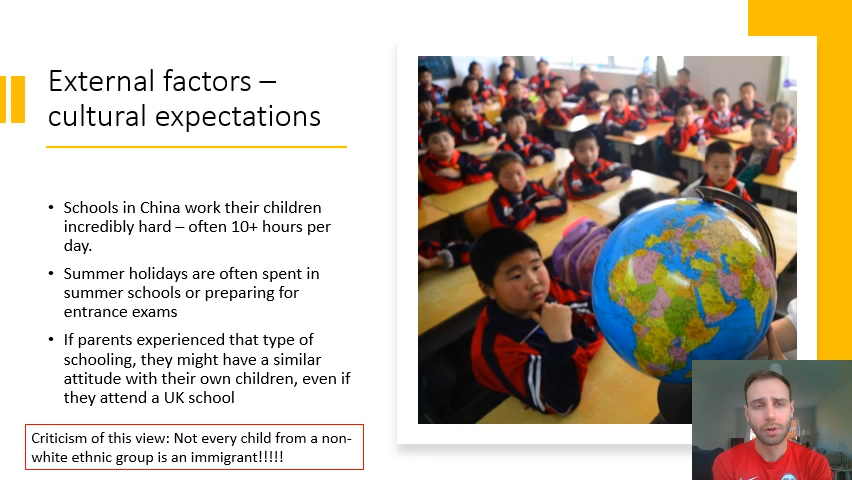 External factors –
cultural expectations
• Schools in China work their children
incredibly hard – often 10+ hours per
day.
• Summer holidays are often spent in
summer schools or preparing for
entrance exams
• If parents experienced that type of
schooling, they might have a similar
attitude with their own children, even if
they attend a UK school
Criticism of this view: Not every child from a non-
white ethnic group is an immigrant!!!!!